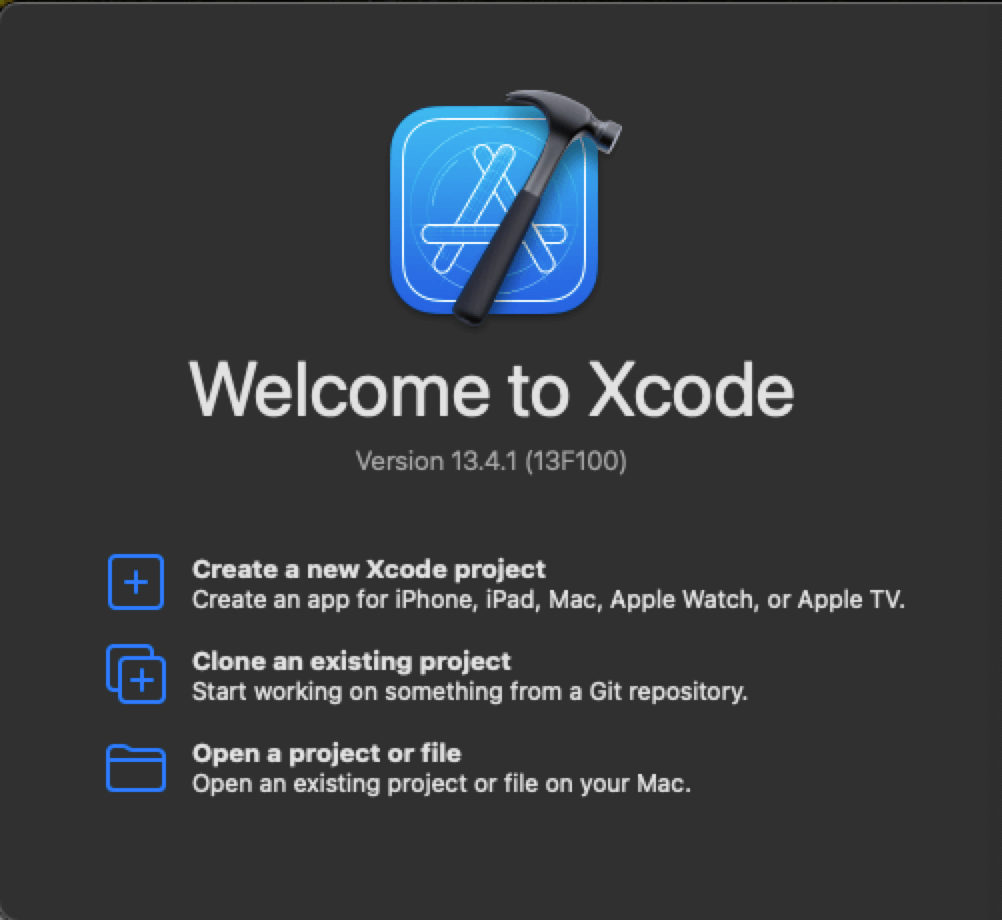 Welcome to Xcode
Version 13.4.1 (13F100)
Create a new Xcode project
Create an app for iPhone, iPad, Mac, Apple Watch, or Apple TV.
Clone an existing project
Start working on something from a Git repository.
Open a project or file
Open an existing project or file on your Mac.